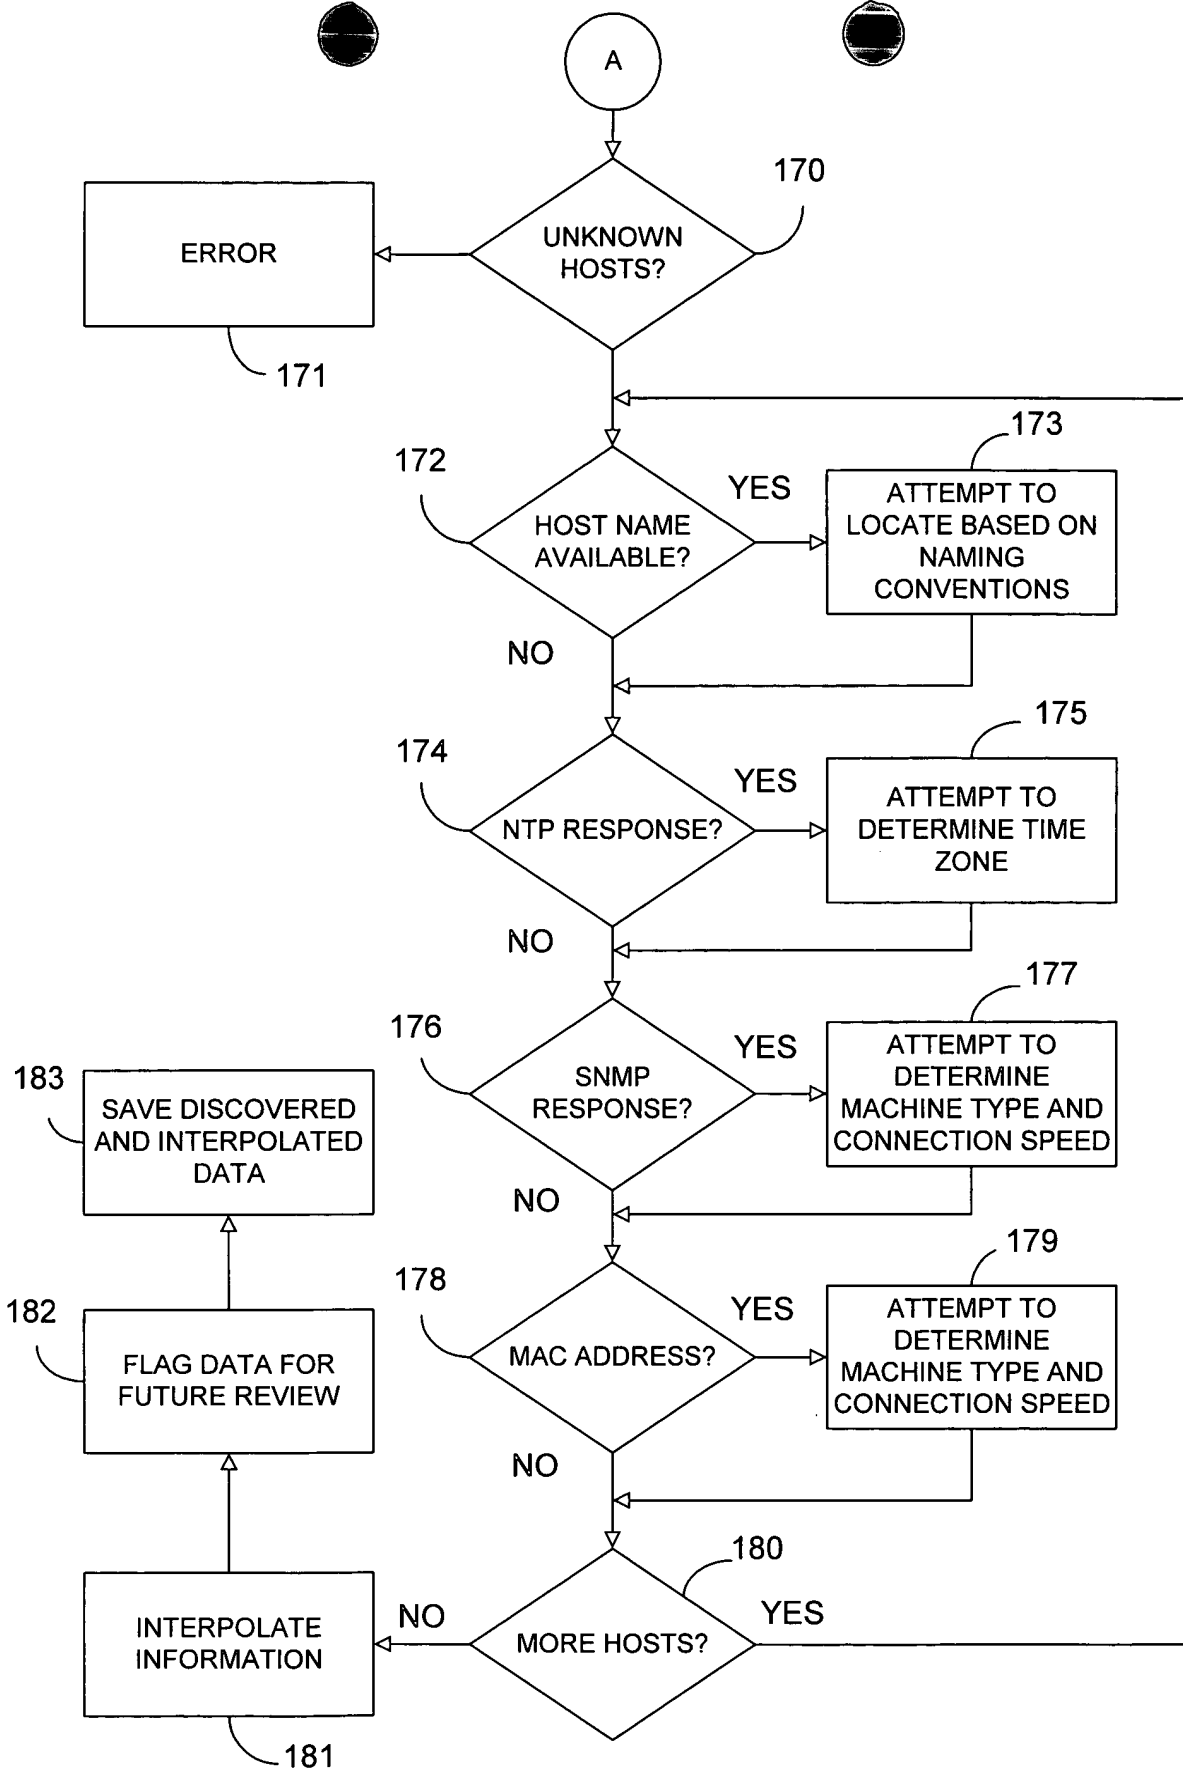 A
170
UNKNOWN
HOSTS?
ERROR
171
172
HOST NAME
AVAILABLE?
YES
173
ATTEMPT TO
LOCATE BASED ON
NAMING
CONVENTIONS
NO
174
NTP RESPONSE?
YES
175
ATTEMPT TO
DETERMINE TIME
ZONE
NO
176
SNMP
RESPONSE?
YES
177
ATTEMPT TO
DETERMINE
MACHINE TYPE AND
CONNECTION SPEED
NO
178
MAC ADDRESS?
YES
179
ATTEMPT TO
DETERMINE
MACHINE TYPE AND
CONNECTION SPEED
NO
180
MORE HOSTS?
YES
NO
INTERPOLATE
INFORMATION
181
182
FLAG DATA FOR
FUTURE REVIEW
183
SAVE DISCOVERED
AND INTERPOLATED
DATA